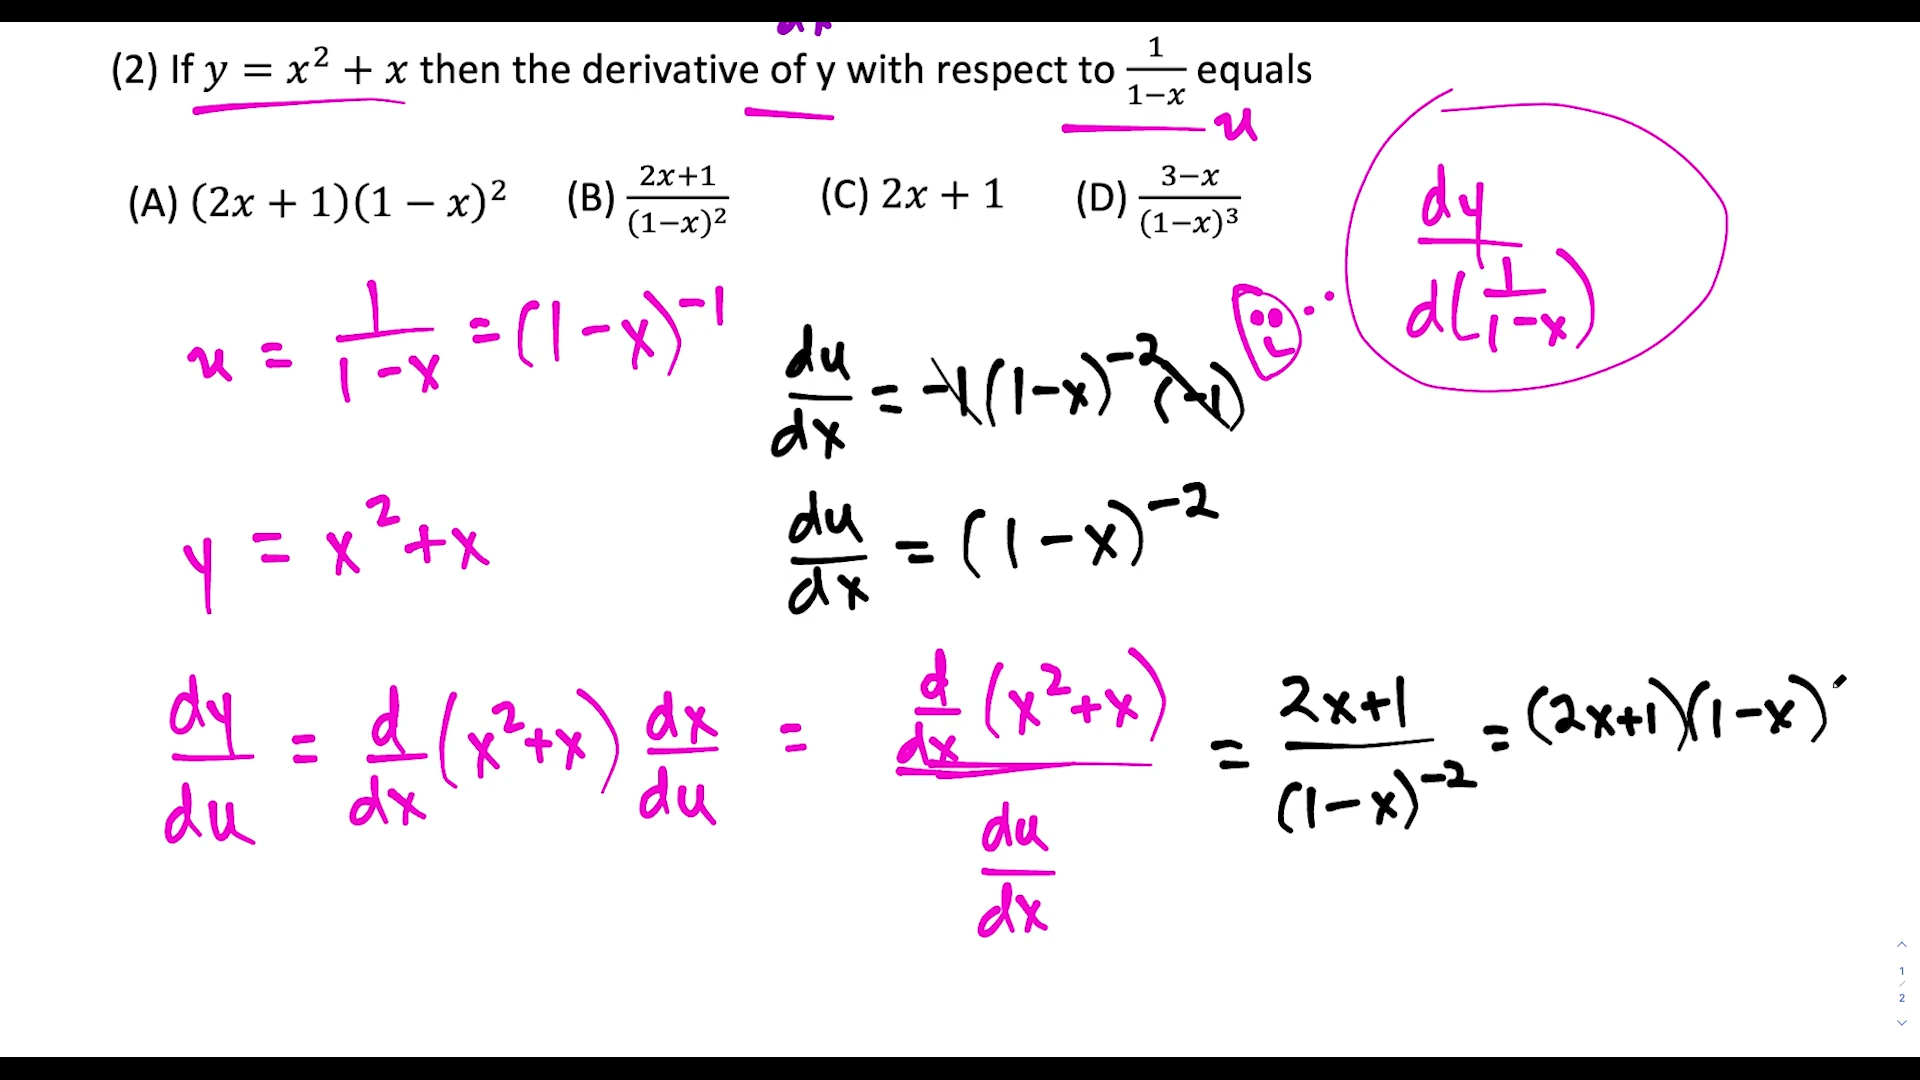 (2) If y = x² + x then the derivative of y with respect to 1/(1−x) equals
u
(A) (2x + 1)(1 − x)² (B) (2x+1)/(1−x)² (C) 2x + 1 (D) (3−x)/(1−x)³
dy/d(1/(1-x))
u = 1/(1-x) = (1-x)⁻¹
du/dx = -1(1-x)⁻²(-1)
y = x²+x
du/dx = (1-x)⁻²
dy/du = d/dx (x²+x) dx/du = (d/dx (x²+x))/(du/dx) = (2x+1)/(1-x)⁻² = (2x+1)(1-x)
1
/
2